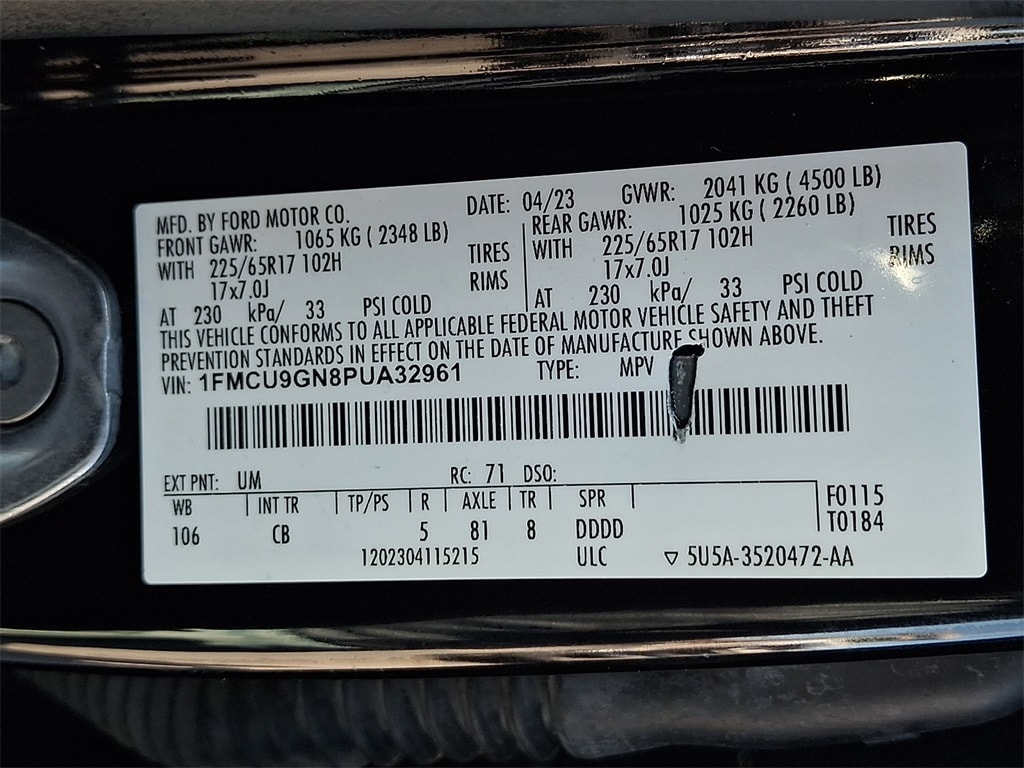 MFD. BY FORD MOTOR CO. DATE: 04/23 GVWR: 2041 KG ( 4500 LB)
FRONT GAWR: 1065 KG ( 2348 LB) REAR GAWR: 1025 KG ( 2260 LB)
WITH 225/65R17 102H TIRES WITH 225/65R17 102H TIRES
17x7.0J RIMS 17x7.0J RIMS
AT 230 kPa/ 33 PSI COLD AT 230 kPa/ 33 PSI COLD
THIS VEHICLE CONFORMS TO ALL APPLICABLE FEDERAL MOTOR VEHICLE SAFETY AND THEFT
PREVENTION STANDARDS IN EFFECT ON THE DATE OF MANUFACTURE SHOWN ABOVE.
VIN: 1FMCU9GN8PUA32961 TYPE: MPV
EXT PNT: UM RC: 71 DSO:
WB INT TR TP/PS R AXLE TR SPR F0115
106 CB 5 81 8 DDDD T0184
1202304115215 ULC ▽ 5U5A-3520472-AA